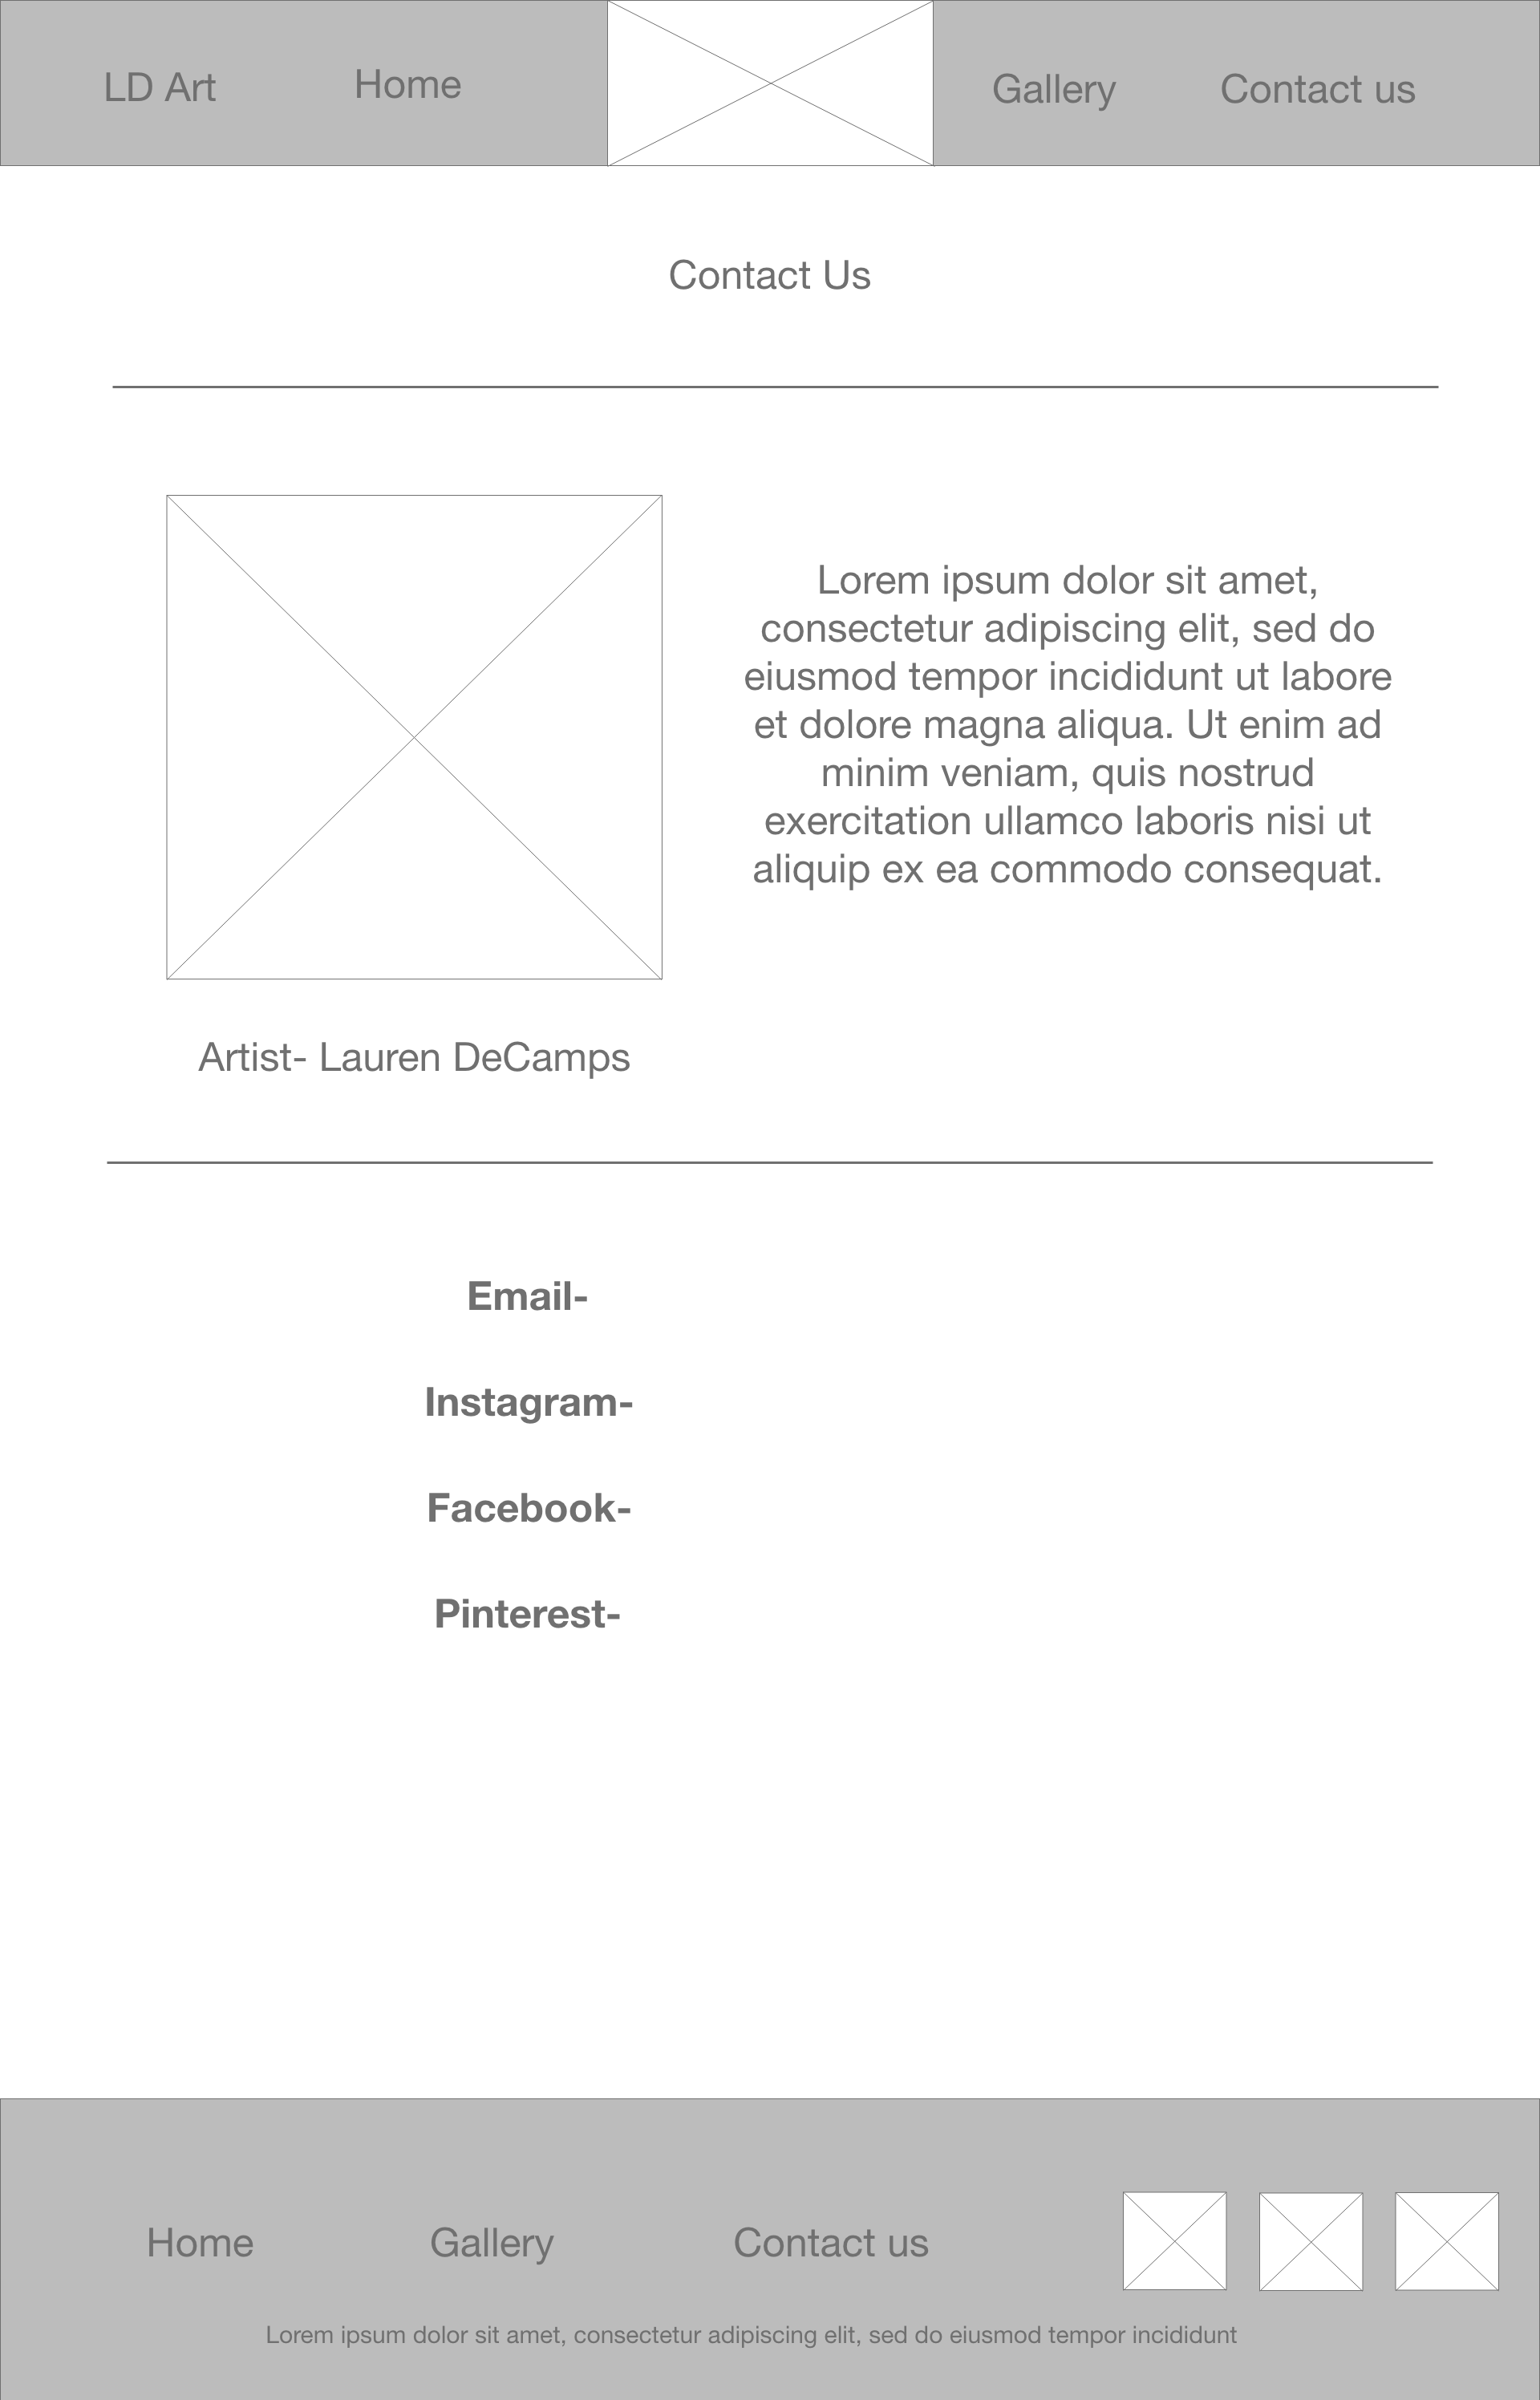 LD Art
Home
Gallery
Contact us
Contact Us
Lorem ipsum dolor sit amet,
consectetur adipiscing elit, sed do
eiusmod tempor incididunt ut labore
et dolore magna aliqua. Ut enim ad
minim veniam, quis nostrud
exercitation ullamco laboris nisi ut
aliquip ex ea commodo consequat.
Artist- Lauren DeCamps
Email-
Instagram-
Facebook-
Pinterest-
Home
Gallery
Contact us
Lorem ipsum dolor sit amet, consectetur adipiscing elit, sed do eiusmod tempor incididunt